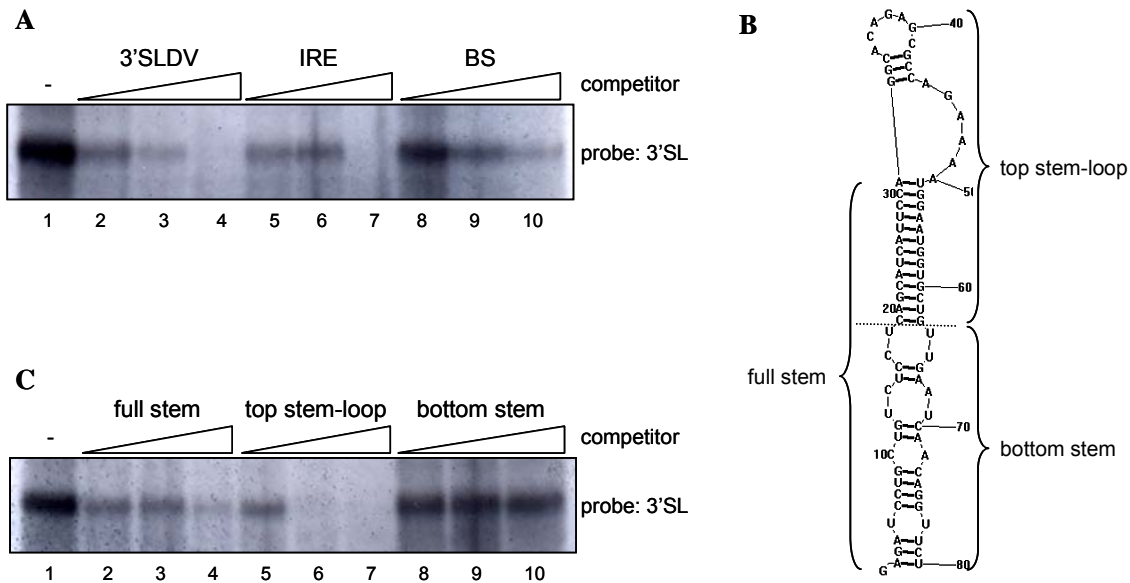 A
3'SLDV IRE BS
- competitor
probe: 3'SL
1 2 3 4 5 6 7 8 9 10
B
GAGAUCCUGCUGUCUCCUCAGCAUCAUUCCAGGCACAGAGCGCCAGAAAAUGGAAUGGUGCUGUUGAAUCAACAGGUUCU
40
top stem-loop
30
60
20
full stem
70
10
bottom stem
80
C
full stem top stem-loop bottom stem
- competitor
probe: 3'SL
1 2 3 4 5 6 7 8 9 10